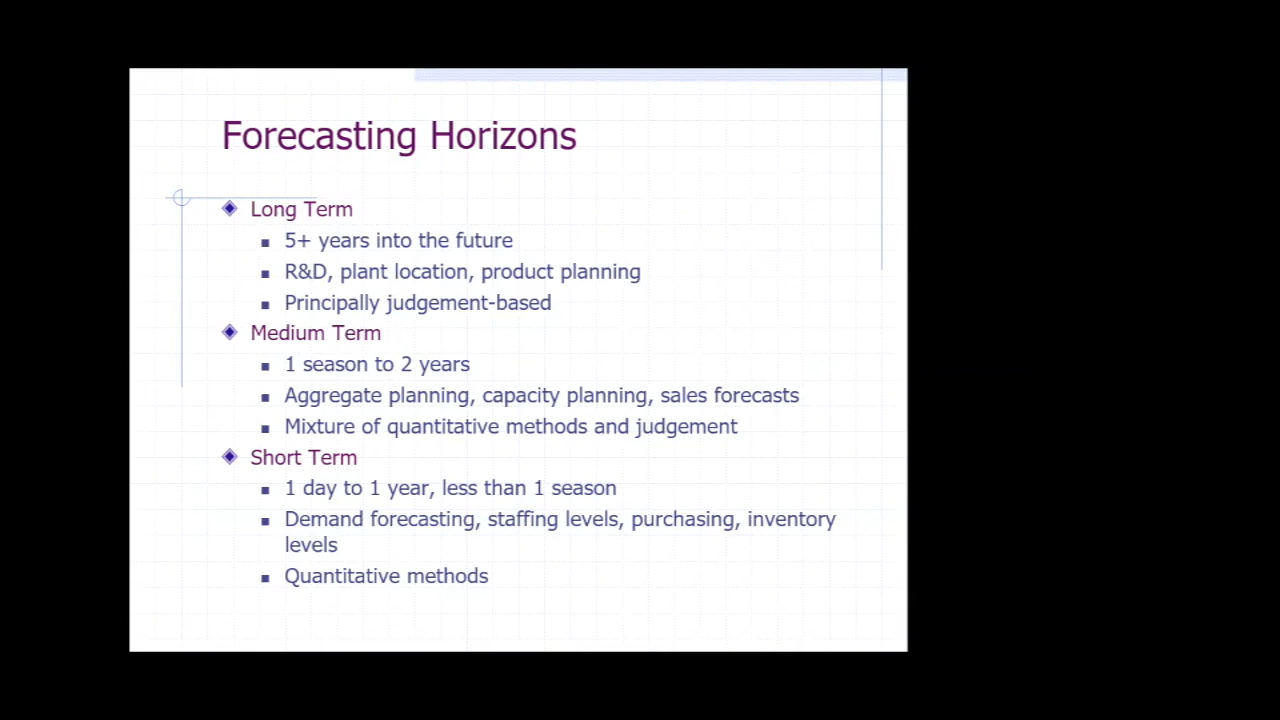 Forecasting Horizons
Long Term
5+ years into the future
R&D, plant location, product planning
Principally judgement-based
Medium Term
1 season to 2 years
Aggregate planning, capacity planning, sales forecasts
Mixture of quantitative methods and judgement
Short Term
1 day to 1 year, less than 1 season
Demand forecasting, staffing levels, purchasing, inventory
levels
Quantitative methods